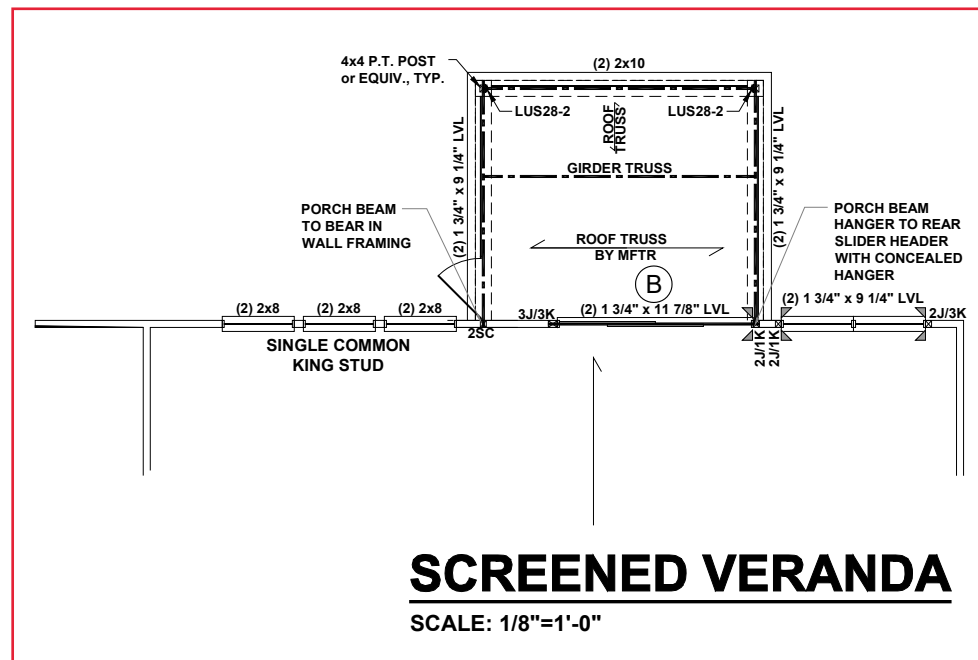 4x4 P.T. POST
or EQUIV., TYP.
(2) 2x10
LUS28-2
LUS28-2
ROOF
TRUSS
(2) 1 3/4" x 9 1/4" LVL
(2) 1 3/4" x 9 1/4" LVL
GIRDER TRUSS
PORCH BEAM
TO BEAR IN
WALL FRAMING
PORCH BEAM
HANGER TO REAR
SLIDER HEADER
WITH CONCEALED
HANGER
ROOF TRUSS
BY MFTR
B
(2) 2x8
(2) 2x8
(2) 2x8
3J/3K
(2) 1 3/4" x 11 7/8" LVL
(2) 1 3/4" x 9 1/4" LVL
2J/3K
2SC
2J/1K
2J/1K
SINGLE COMMON
KING STUD
SCREENED VERANDA
SCALE: 1/8"=1'-0"